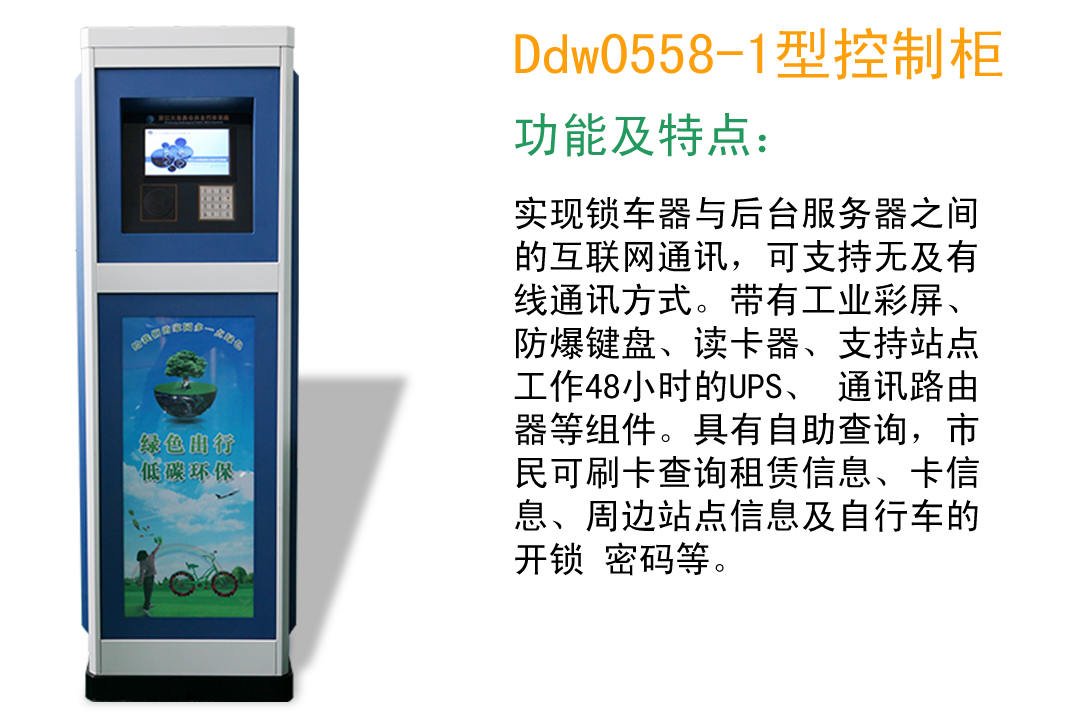 Ddw0558-1型控制柜
功能及特点：
实现锁车器与后台服务器之间
的互联网通讯，可支持无及有
线通讯方式。带有工业彩屏、
防爆键盘、读卡器、支持站点
工作48小时的UPS、 通讯路由
器等组件。具有自助查询，市
民可刷卡查询租赁信息、卡信
息、周边站点信息及自行车的
开锁 密码等。
绿色出行
低碳环保